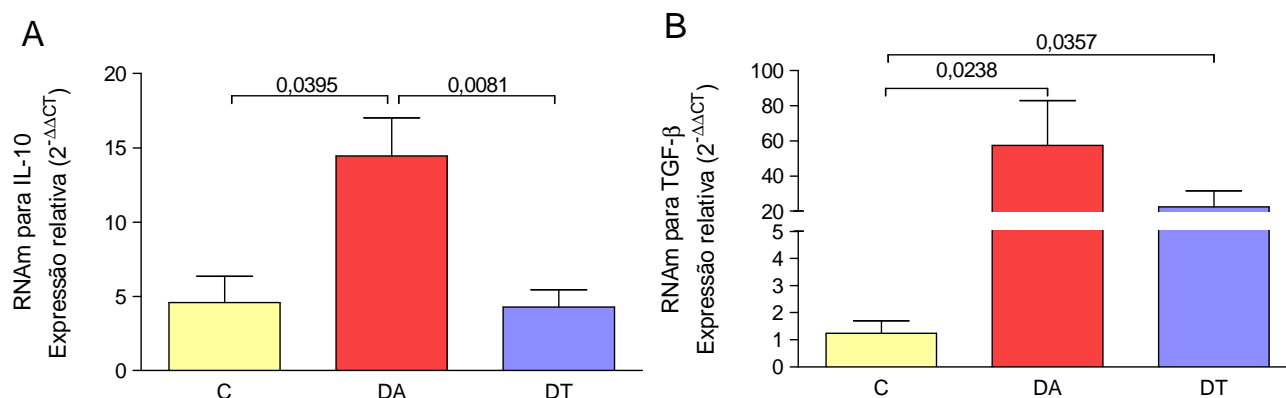 A
RNAm para IL-10
Expressão relativa (2^-ΔΔCT)
20
15
10
5
0
0,0395
0,0081
C
DA
DT
B
RNAm para TGF-β
Expressão relativa (2^-ΔΔCT)
100
80
60
40
20
5
4
3
2
1
0
0,0357
0,0238
C
DA
DT